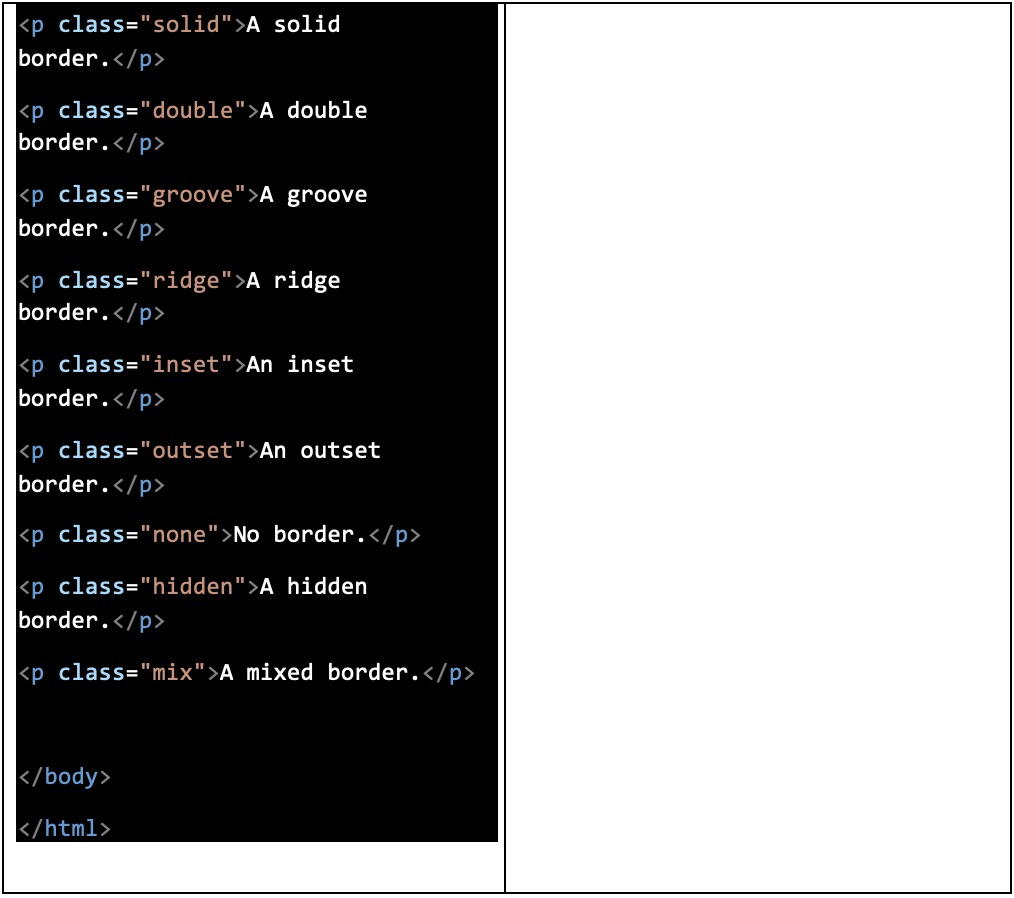 <p class="solid">A solid
border.</p>
<p class="double">A double
border.</p>
<p class="groove">A groove
border.</p>
<p class="ridge">A ridge
border.</p>
<p class="inset">An inset
border.</p>
<p class="outset">An outset
border.</p>
<p class="none">No border.</p>
<p class="hidden">A hidden
border.</p>
<p class="mix">A mixed border.</p>
</body>
</html>